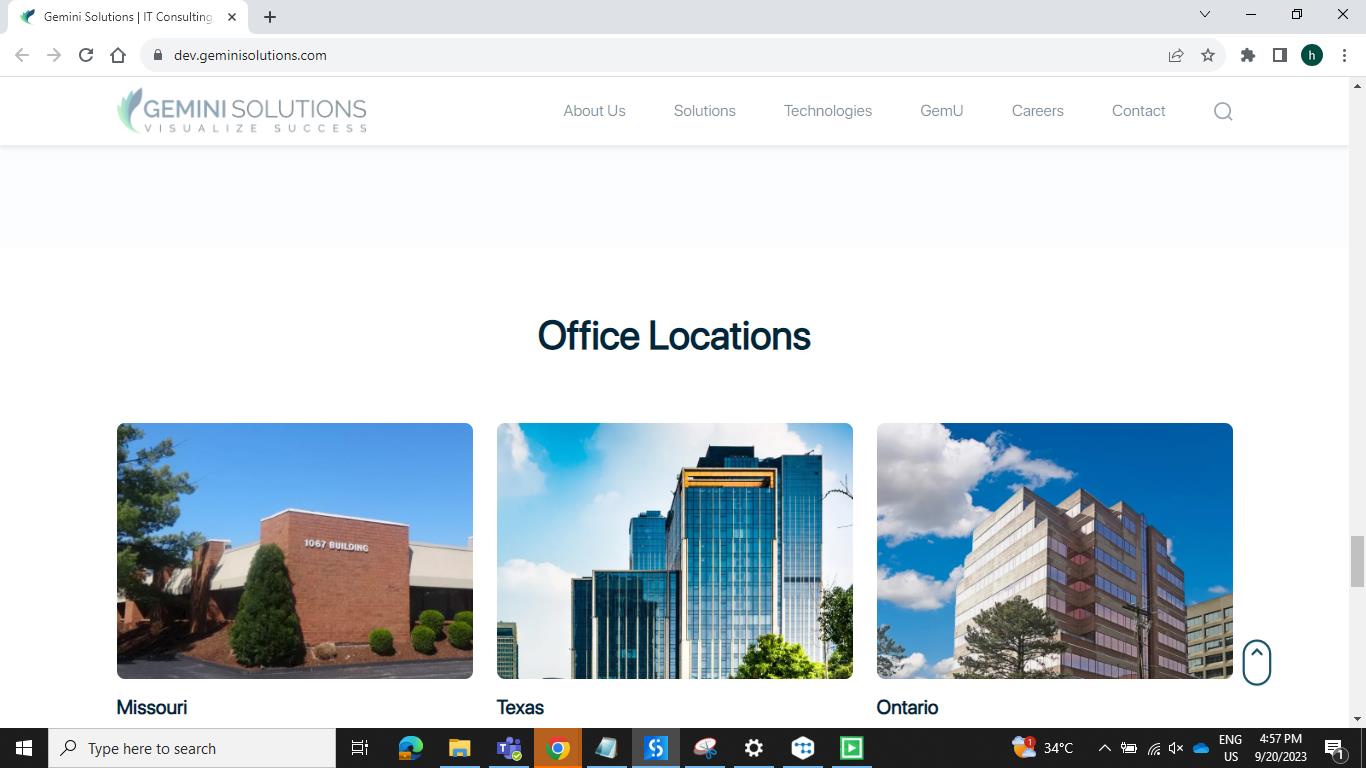 Gemini Solutions | IT Consulting
dev.geminisolutions.com
h
GEMINI SOLUTIONS
VISUALIZE SUCCESS
About Us
Solutions
Technologies
GemU
Careers
Contact
Office Locations
1067 BUILDING
Missouri
Texas
Ontario
Type here to search
1
34°C
ENG
US
4:57 PM
9/20/2023
1